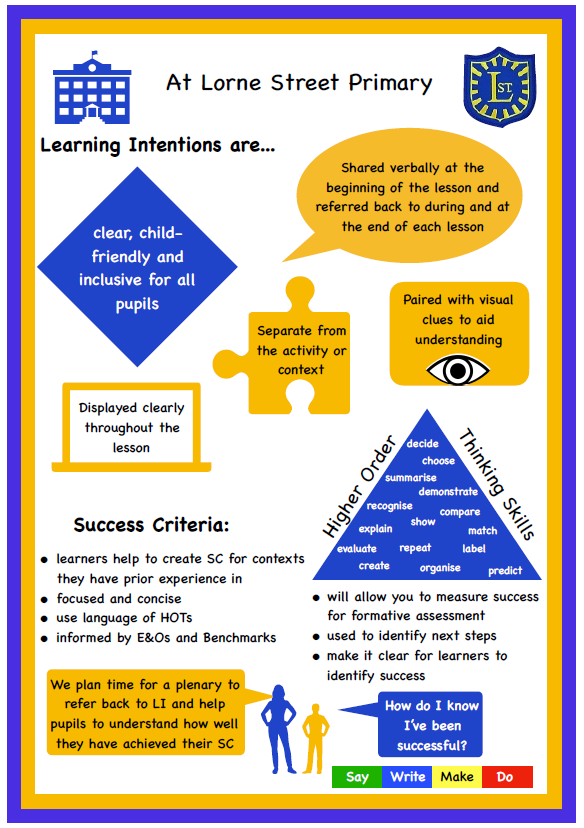 At Lorne Street Primary
L ST
Learning Intentions are...
clear, child-
friendly and
inclusive for all
pupils
Shared verbally at the
beginning of the lesson and
referred back to during and at
the end of each lesson
Separate from
the activity or
context
Paired with visual
clues to aid
understanding
Displayed clearly
throughout the
lesson
Higher Order
Thinking Skills
decide
choose
summarise
demonstrate
recognise
compare
show
explain
match
evaluate
repeat
label
create
organise
predict
Success Criteria:
● learners help to create SC for contexts
they have prior experience in
● focused and concise
● use language of HOTs
● informed by E&Os and Benchmarks
● will allow you to measure success
for formative assessment
● used to identify next steps
● make it clear for learners to
identify success
We plan time for a plenary to
refer back to LI and help
pupils to understand how well
they have achieved their SC
How do I know
I've been
successful?
Say Write Make Do